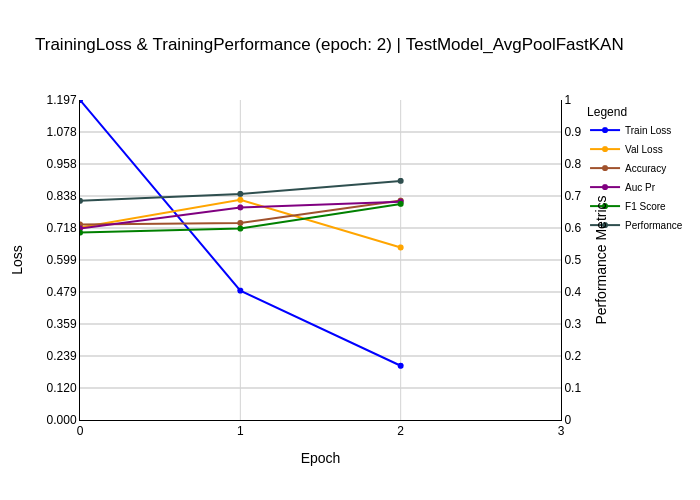 TrainingLoss & TrainingPerformance (epoch: 2) | TestModel_AvgPoolFastKAN
1.197
1.078
0.958
0.838
0.718
0.599
0.479
0.359
0.239
0.120
0.000
Loss
0
1
2
3
Epoch
1
0.9
0.8
0.7
0.6
0.5
0.4
0.3
0.2
0.1
0
Performance Metrics
Legend
Train Loss
Val Loss
Accuracy
Auc Pr
F1 Score
Performance